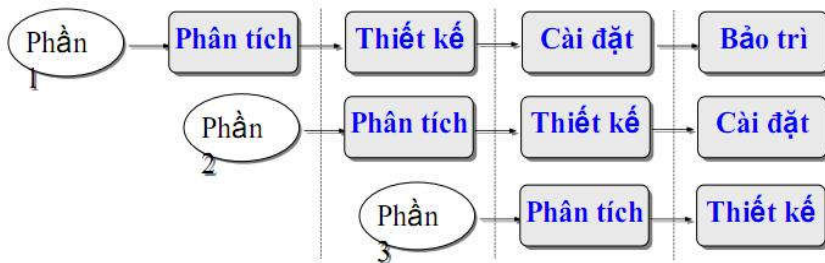 Phần 1 Phân tích Thiết kế Cài đặt Bảo trì
Phần 2 Phân tích Thiết kế Cài đặt
Phần 3 Phân tích Thiết kế